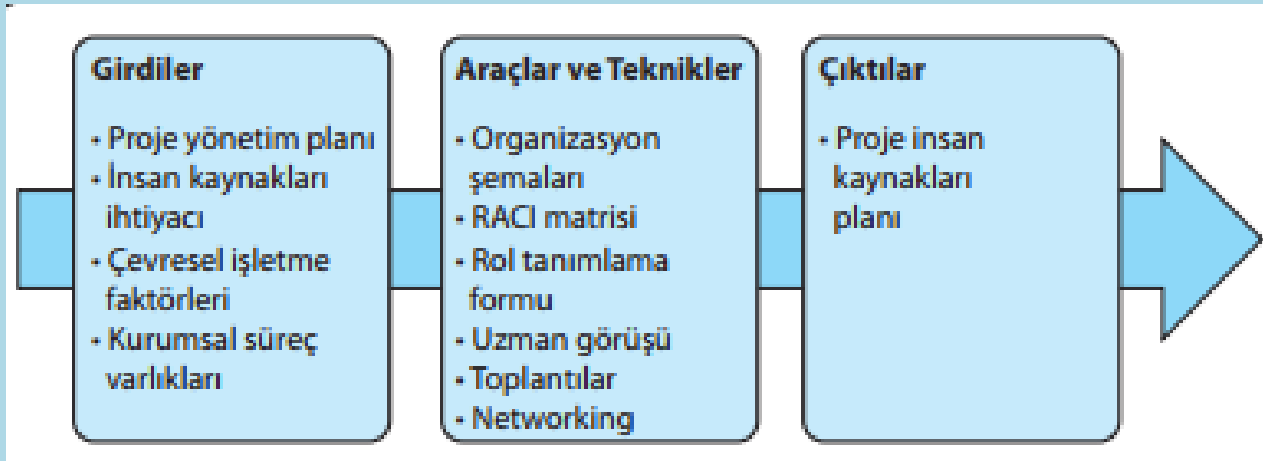 Girdiler
• Proje yönetim planı
• İnsan kaynakları
ihtiyacı
• Çevresel işletme
faktörleri
• Kurumsal süreç
varlıkları
Araçlar ve Teknikler
• Organizasyon
şemaları
• RACI matrisi
• Rol tanımlama
formu
• Uzman görüşü
• Toplantılar
• Networking
Çıktılar
• Proje insan
kaynakları
planı